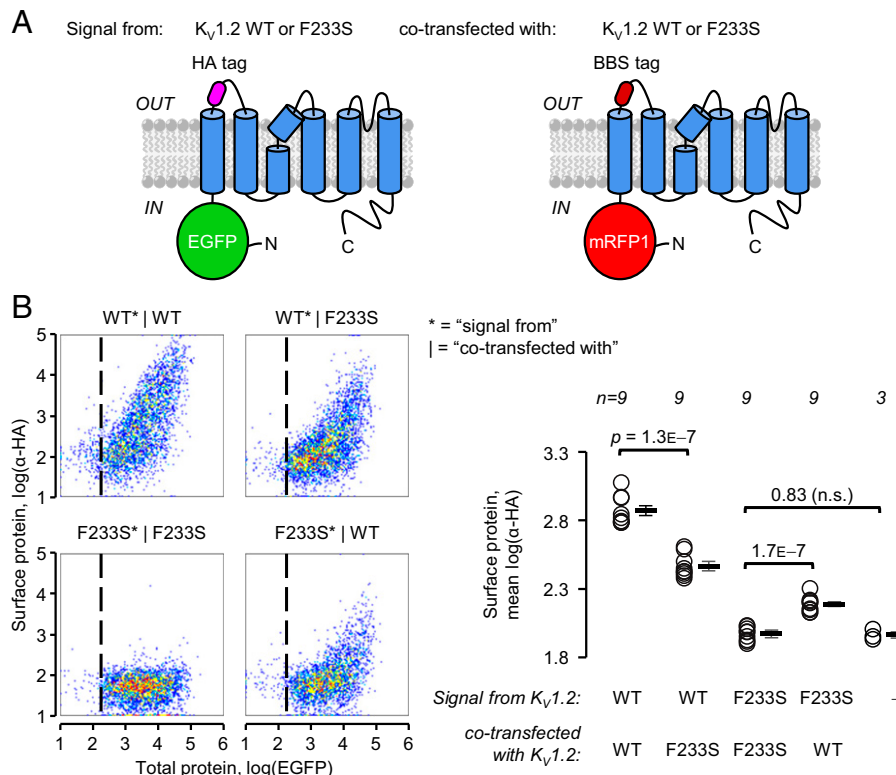 A
Signal from: Kv1.2 WT or F233S co-transfected with: Kv1.2 WT or F233S
HA tag
BBS tag
OUT
OUT
IN
IN
EGFP
N
C
mRFP1
N
C
B
WT* | WT
WT* | F233S
* = “signal from”
| = “co-transfected with”
Surface protein, log(α-HA)
5
4
3
2
1
F233S* | F233S
F233S* | WT
5
4
3
2
1
1 2 3 4 5 6 1 2 3 4 5 6
Total protein, log(EGFP)
n=9 9 9 9 3
Surface protein,
mean log(α-HA)
3.3
2.8
2.3
1.8
p = 1.3E–7
0.83 (n.s.)
1.7E–7
Signal from Kv1.2: WT WT F233S F233S -
co-transfected
with Kv1.2: WT F233S F233S WT